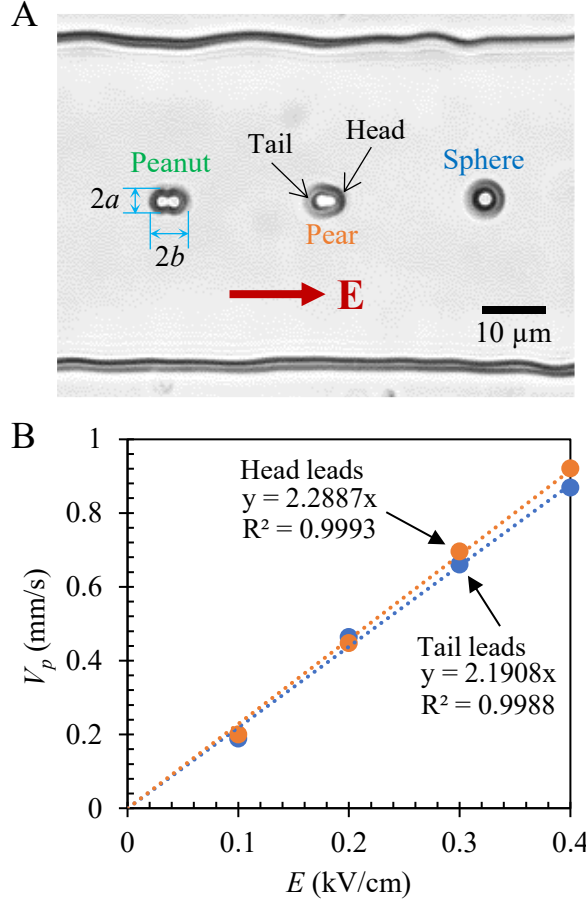 A
Peanut
Tail
Head
Sphere
2a
Pear
2b
E
10 µm
B
1
0.8
0.6
0.4
0.2
0
Vp (mm/s)
Head leads
y = 2.2887x
R² = 0.9993
Tail leads
y = 2.1908x
R² = 0.9988
0
0.1
0.2
0.3
0.4
E (kV/cm)